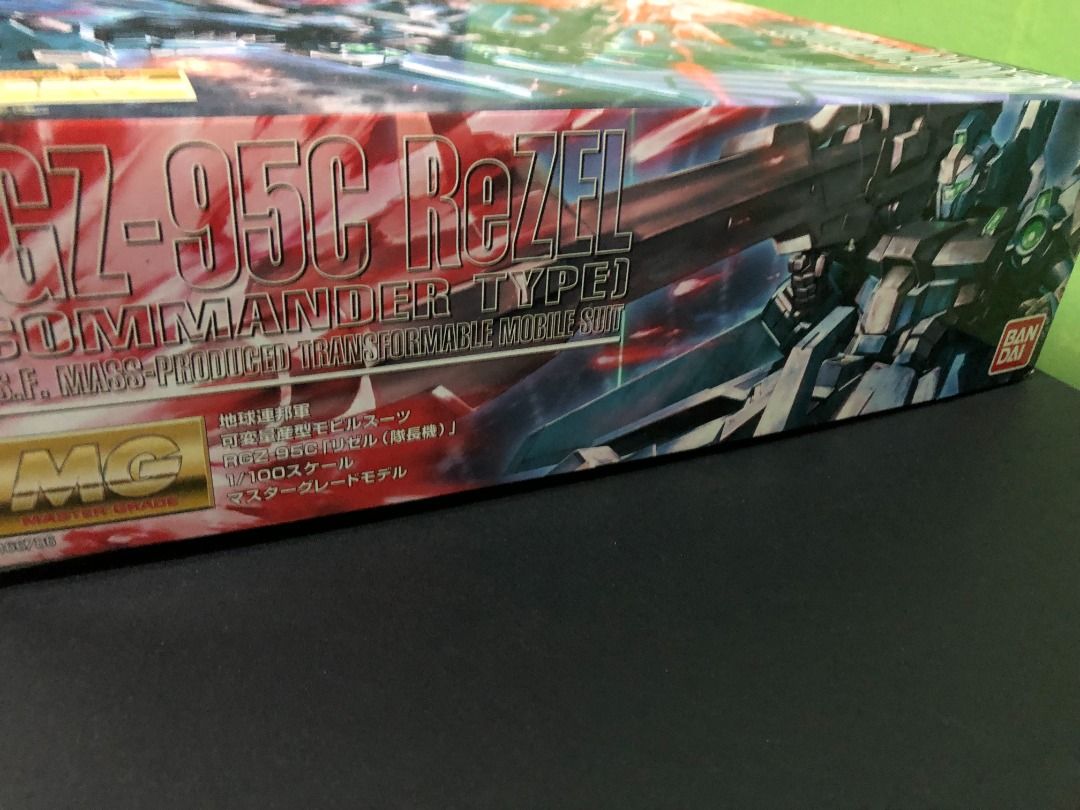 GZ-95C ReZEL
COMMANDER TYPE)
S.F. MASS-PRODUCED TRANSFORMABLE MOBILE SUIT
MG
MASTER GRADE
地球連邦軍
可変量産型モビルスーツ
RGZ-95C「リゼル(隊長機)」
1/100スケール
マスターグレードモデル
BAN
DAI